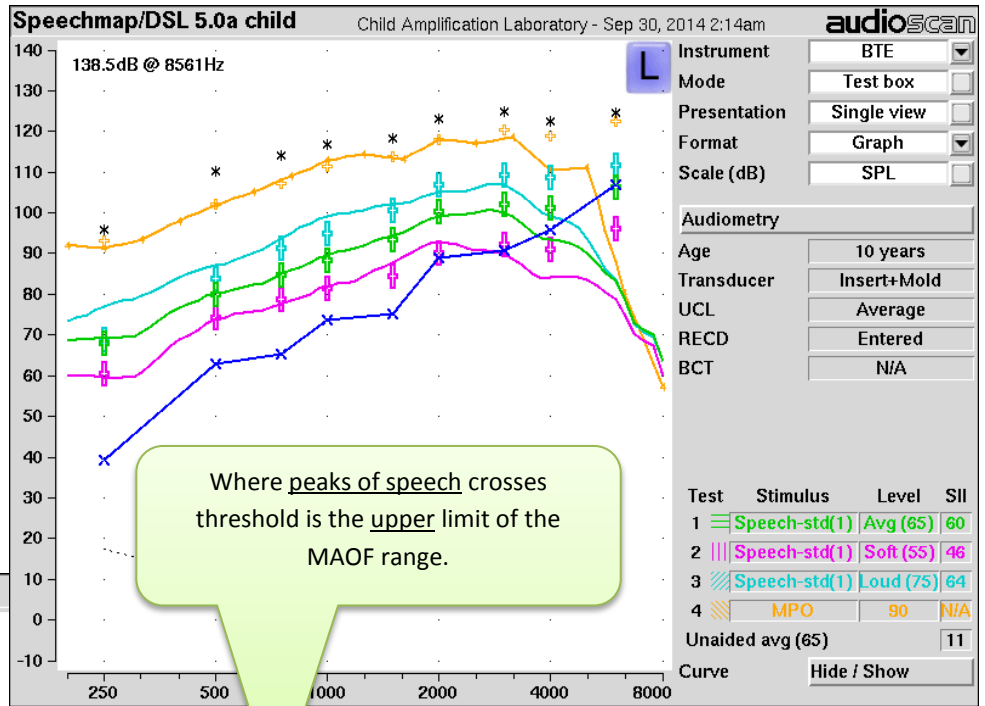 Speechmap/DSL 5.0a child
Child Amplification Laboratory - Sep 30, 2014 2:14am
audioscan
140
130
120
110
100
90
80
70
60
50
40
30
20
10
0
-10
138.5dB @ 8561Hz
L
250
500
1000
2000
4000
8000
Where peaks of speech crosses
threshold is the upper limit of the
MAOF range.
Instrument BTE
Mode Test box
Presentation Single view
Format Graph
Scale (dB) SPL
Audiometry
Age 10 years
Transducer Insert+Mold
UCL Average
RECD Entered
BCT N/A
Test Stimulus Level SII
1 Speech-std(1) Avg (65) 60
2 Speech-std(1) Soft (55) 46
3 Speech-std(1) Loud (75) 64
4 MPO 90 N/A
Unaided avg (65) 11
Curve Hide / Show